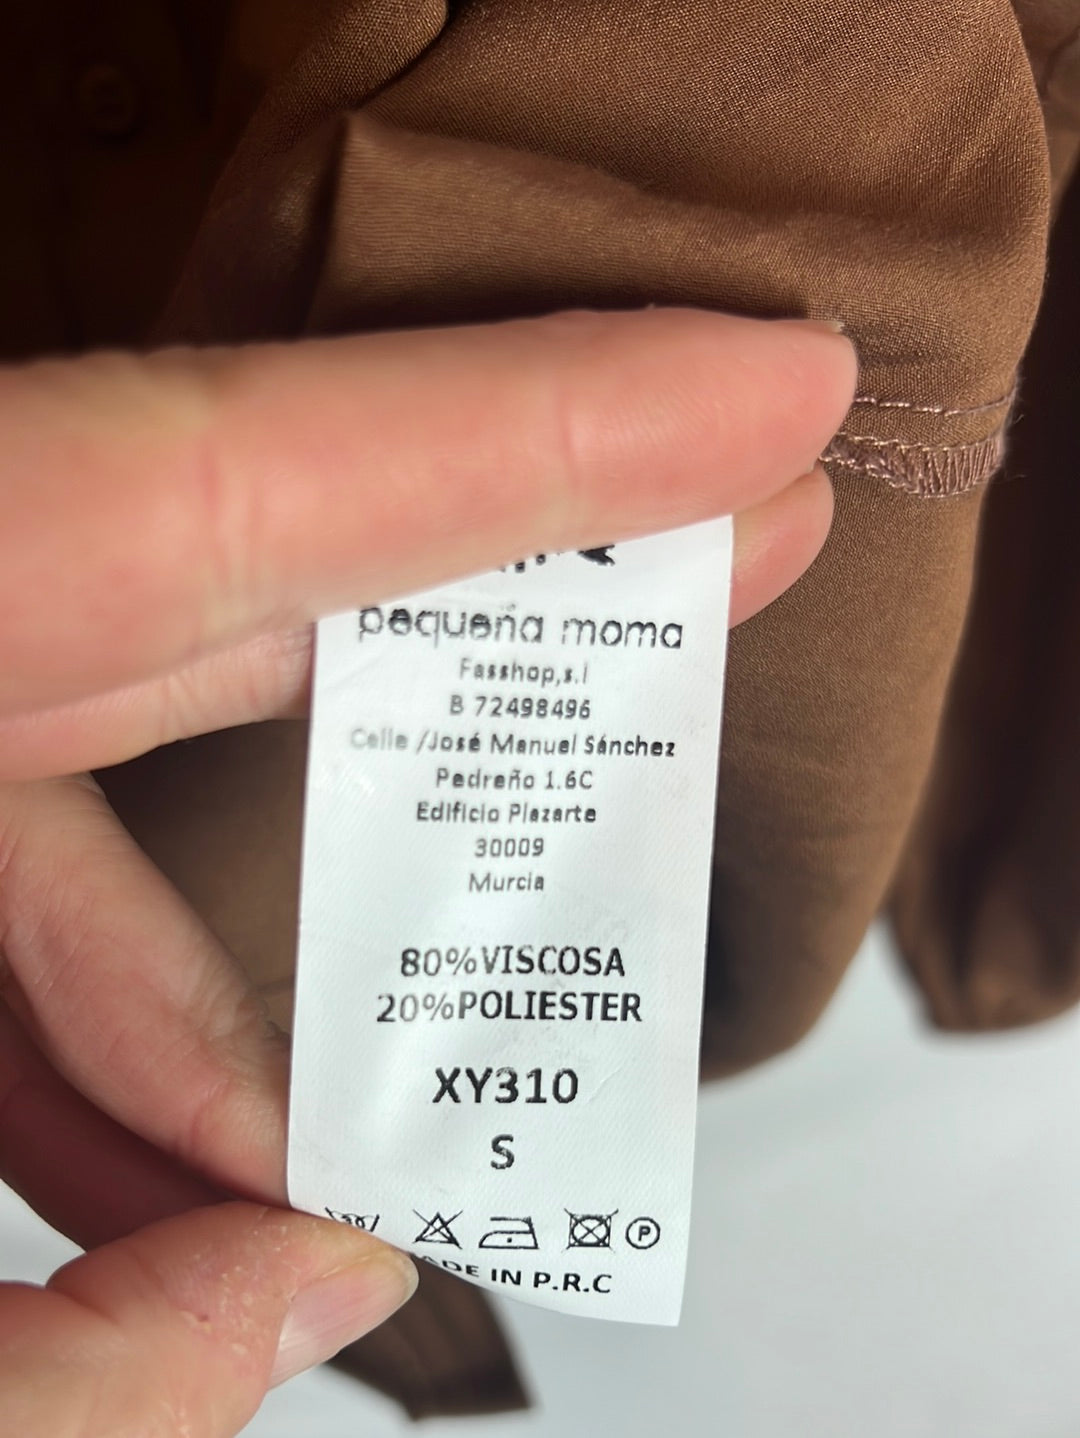 pequeña moma
Fasshop,s.l
B 72498496
Calle /José Manuel Sánchez
Pedreño 1.6C
Edificio Plazarte
30009
Murcia
80%VISCOSA
20%POLIESTER
XY310
S
30
P
IN P.R.C